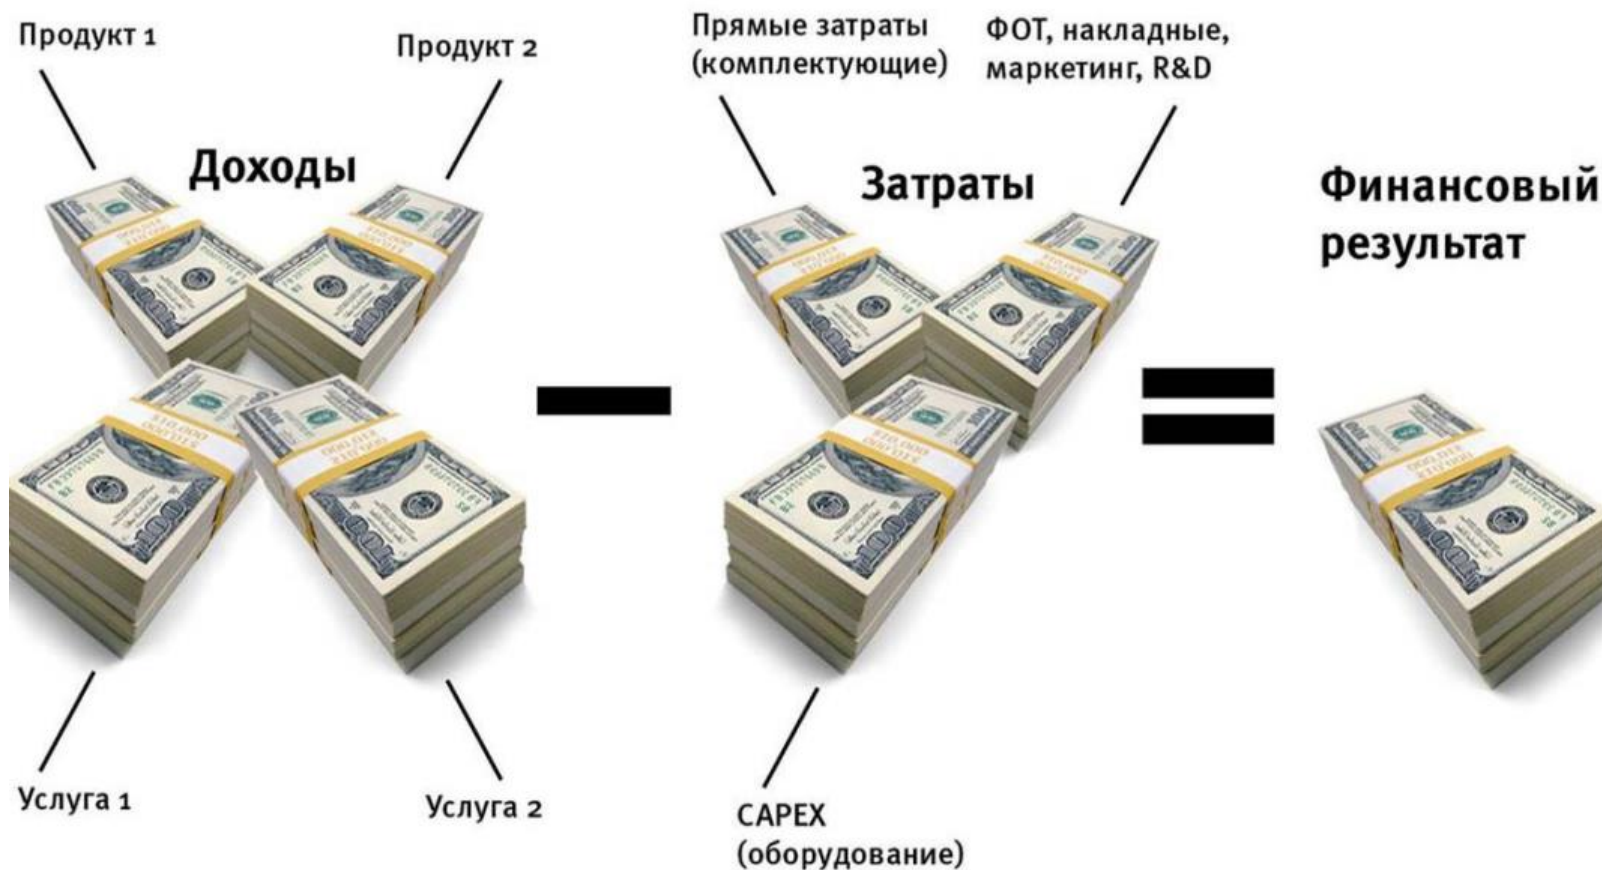 Продукт 1
Продукт 2
Доходы
Услуга 1
Услуга 2
Прямые затраты
(комплектующие)
ФОТ, накладные,
маркетинг, R&D
Затраты
CAPEX
(оборудование)
Финансовый
результат